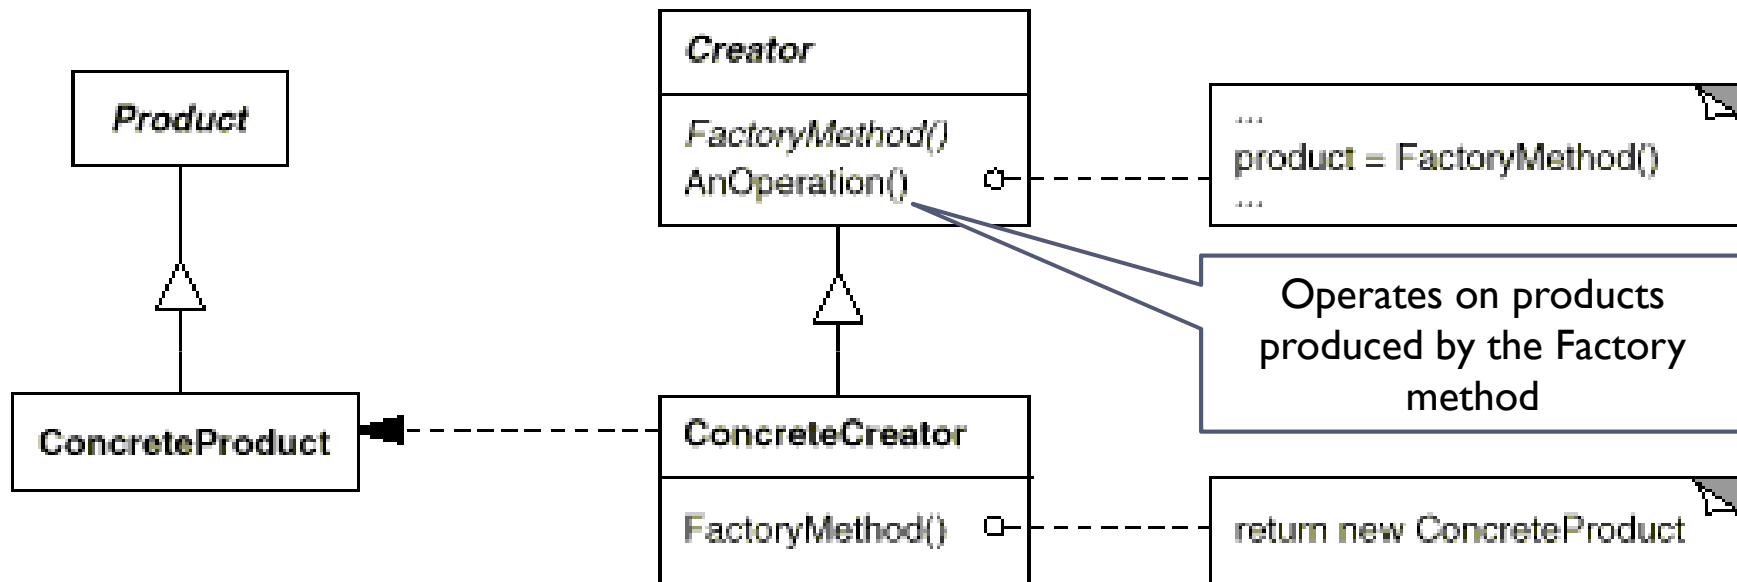 Creator
Product
FactoryMethod()
AnOperation()
...
product = FactoryMethod()
...
Operates on products
produced by the Factory
method
ConcreteProduct
ConcreteCreator
FactoryMethod()
return new ConcreteProduct